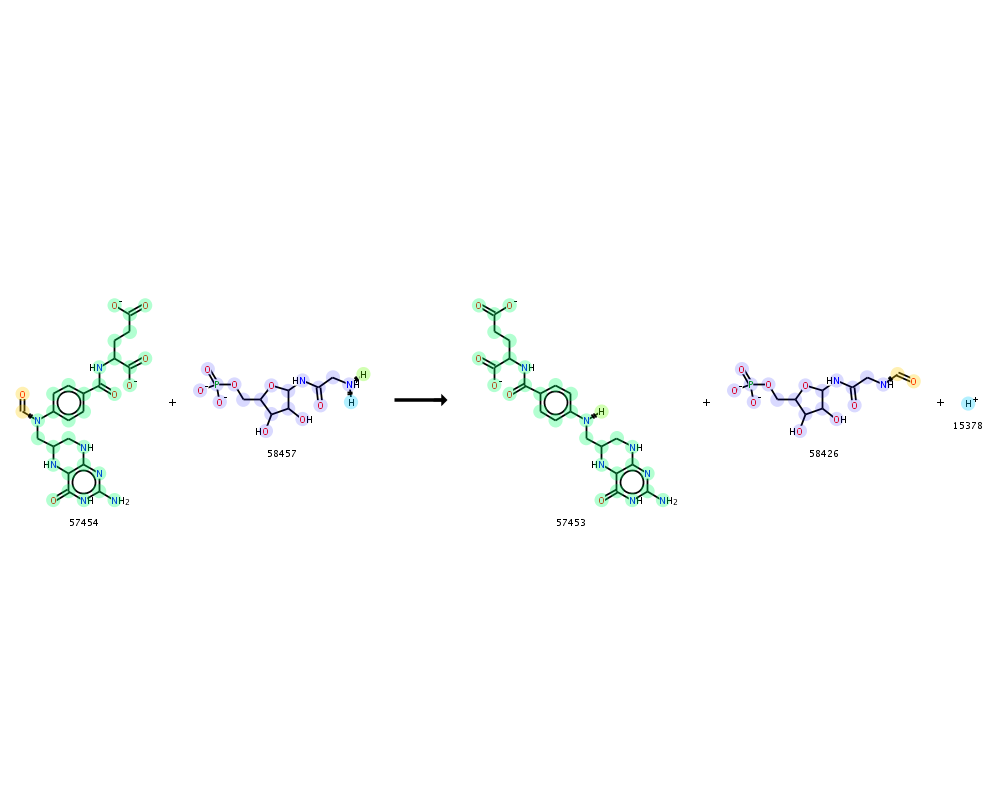 O⁻ O
HN O
O O O⁻
N
NH
HN N
O NH NH₂
57454
+
O
O⁻ P O
O⁻
O HN
O
NH H
H
HO OH
58457
O O⁻
O NH
O⁻ O
N H
NH
HN N
O NH NH₂
57453
+
O
O⁻ P O
O⁻
O HN
O
NH O
HO OH
58426
+
H⁺
15378